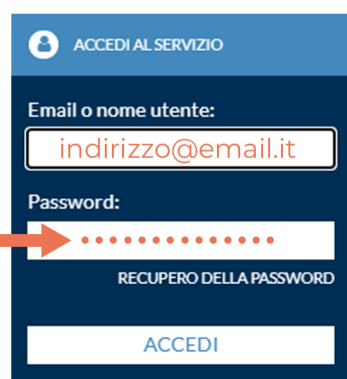 ACCEDI AL SERVIZIO
Email o nome utente:
indirizzo@email.it
Password:
••••••••••••••
RECUPERO DELLA PASSWORD
ACCEDI